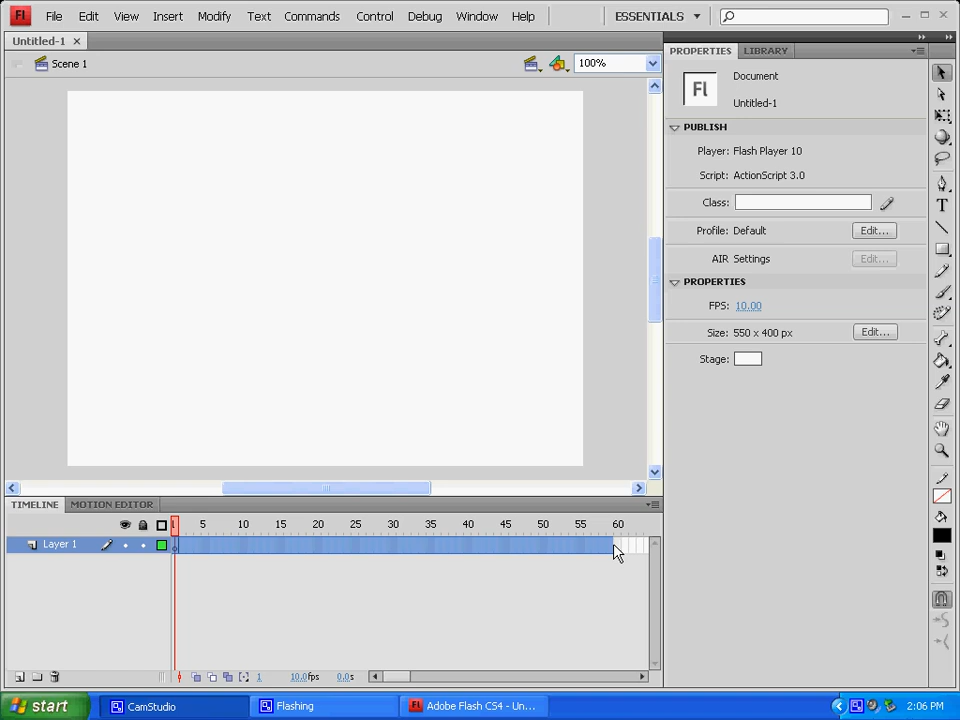 Fl File Edit View Insert Modify Text Commands Control Debug Window Help ESSENTIALS
Untitled-1
Scene 1 100%
PROPERTIES LIBRARY
Fl Document
Untitled-1
PUBLISH
Player: Flash Player 10
Script: ActionScript 3.0
Class:
Profile: Default Edit...
AIR Settings Edit...
PROPERTIES
FPS: 10.00
Size: 550 x 400 px Edit...
Stage:
T
TIMELINE MOTION EDITOR
1 5 10 15 20 25 30 35 40 45 50 55 60
Layer 1
1 10.0fps 0.0s
start CamStudio Flashing Fl Adobe Flash CS4 - Un... 2:06 PM